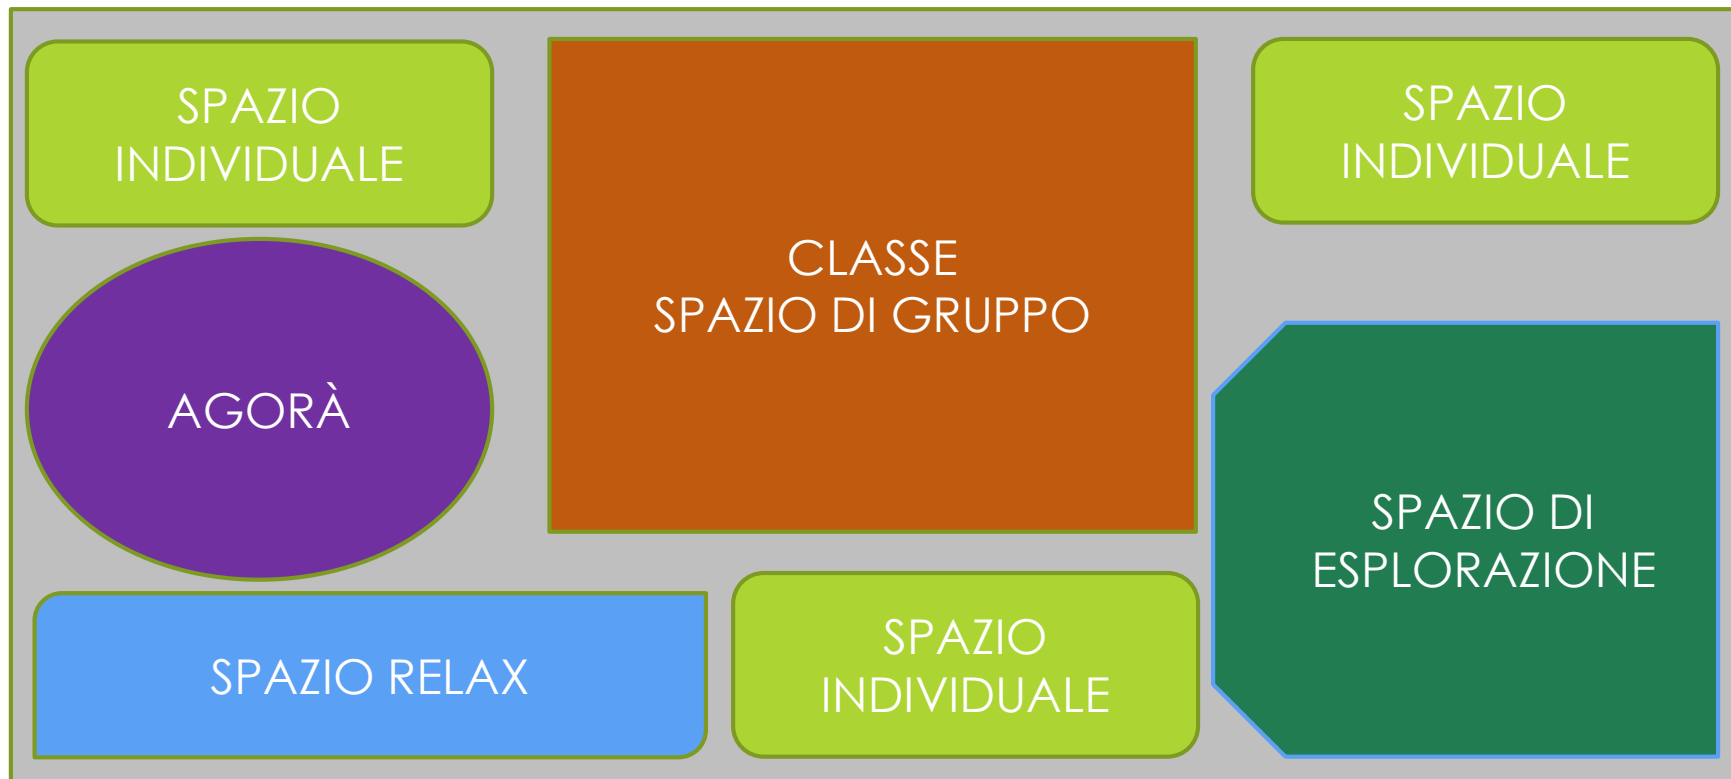 SPAZIO
INDIVIDUALE
CLASSE
SPAZIO DI GRUPPO
SPAZIO
INDIVIDUALE
AGORÀ
SPAZIO DI
ESPLORAZIONE
SPAZIO RELAX
SPAZIO
INDIVIDUALE